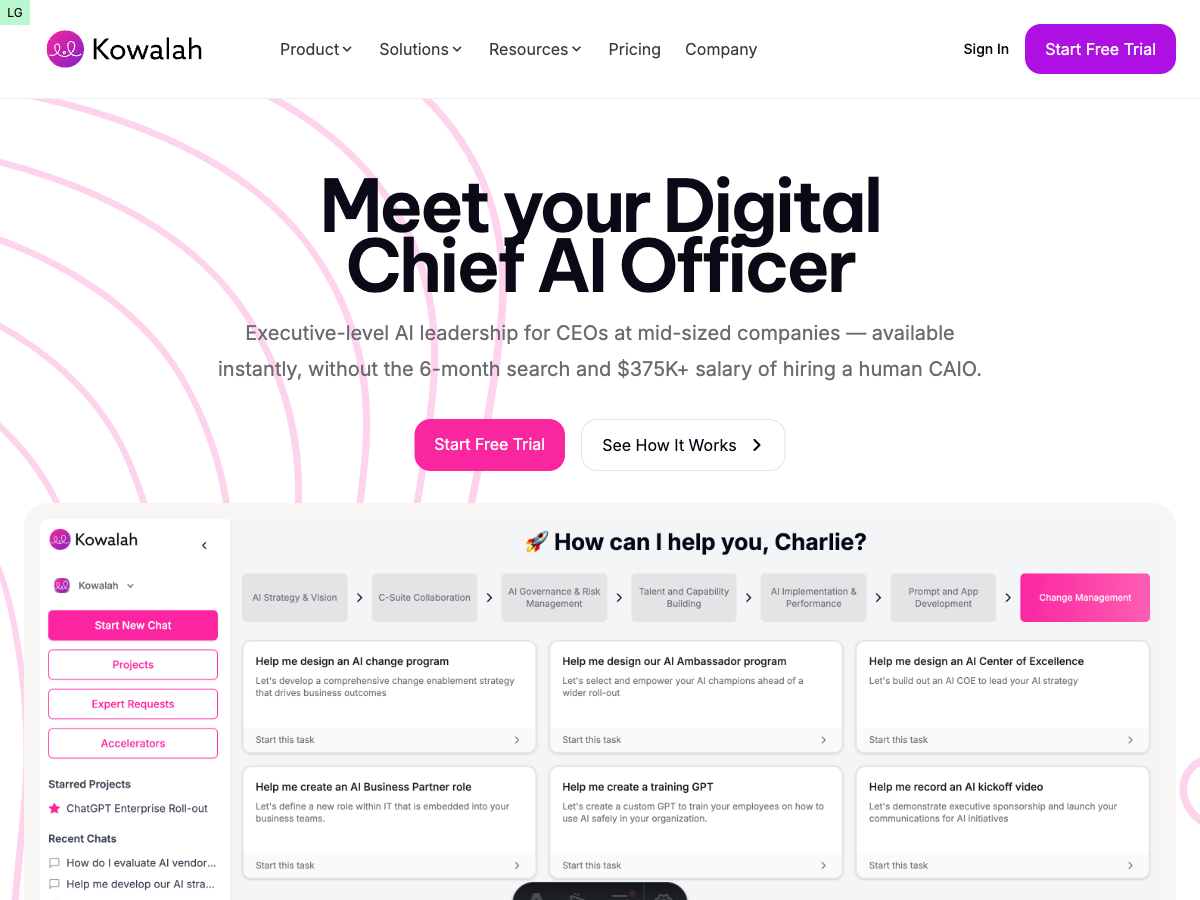 LG
Kowalah
Product
Solutions
Resources
Pricing
Company
Sign In
Start Free Trial
Meet your Digital
Chief AI Officer
Executive-level AI leadership for CEOs at mid-sized companies — available
instantly, without the 6-month search and $375K+ salary of hiring a human CAIO.
Start Free Trial
See How It Works
Kowalah
Kowalah
Start New Chat
Projects
Expert Requests
Accelerators
Starred Projects
ChatGPT Enterprise Roll-out
Recent Chats
How do I evaluate AI vendor...
Help me develop our AI stra...
🚀 How can I help you, Charlie?
AI Strategy & Vision
C-Suite Collaboration
AI Governance & Risk
Management
Talent and Capability
Building
AI Implementation &
Performance
Prompt and App
Development
Change Management
Help me design an AI change program
Let's develop a comprehensive change enablement strategy
that drives business outcomes
Start this task
Help me design our AI Ambassador program
Let's select and empower your AI champions ahead of a
wider roll-out
Start this task
Help me design an AI Center of Excellence
Let's build out an AI COE to lead your AI strategy
Start this task
Help me create an AI Business Partner role
Let's define a new role within IT that is embedded into your
business teams.
Start this task
Help me create a training GPT
Let's create a custom GPT to train your employees on how to
use AI safely in your organization.
Start this task
Help me record an AI kickoff video
Let's demonstrate executive sponsorship and launch your
communications for AI initiatives
Start this task